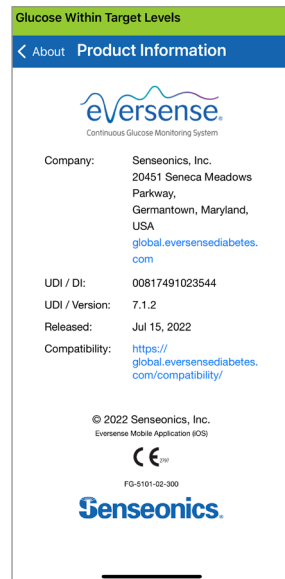 Glucose Within Target Levels
About Product Information
eversense.
Continuous Glucose Monitoring System
Company: Senseonics, Inc.
20451 Seneca Meadows
Parkway,
Germantown, Maryland,
USA
global.eversensediabetes.
com
UDI / DI: 00817491023544
UDI / Version: 7.1.2
Released: Jul 15, 2022
Compatibility: https://
global.eversensediabetes.
com/compatibility/
© 2022 Senseonics, Inc.
Eversense Mobile Application (iOS)
CE
FG-5101-02-300
Senseonics.